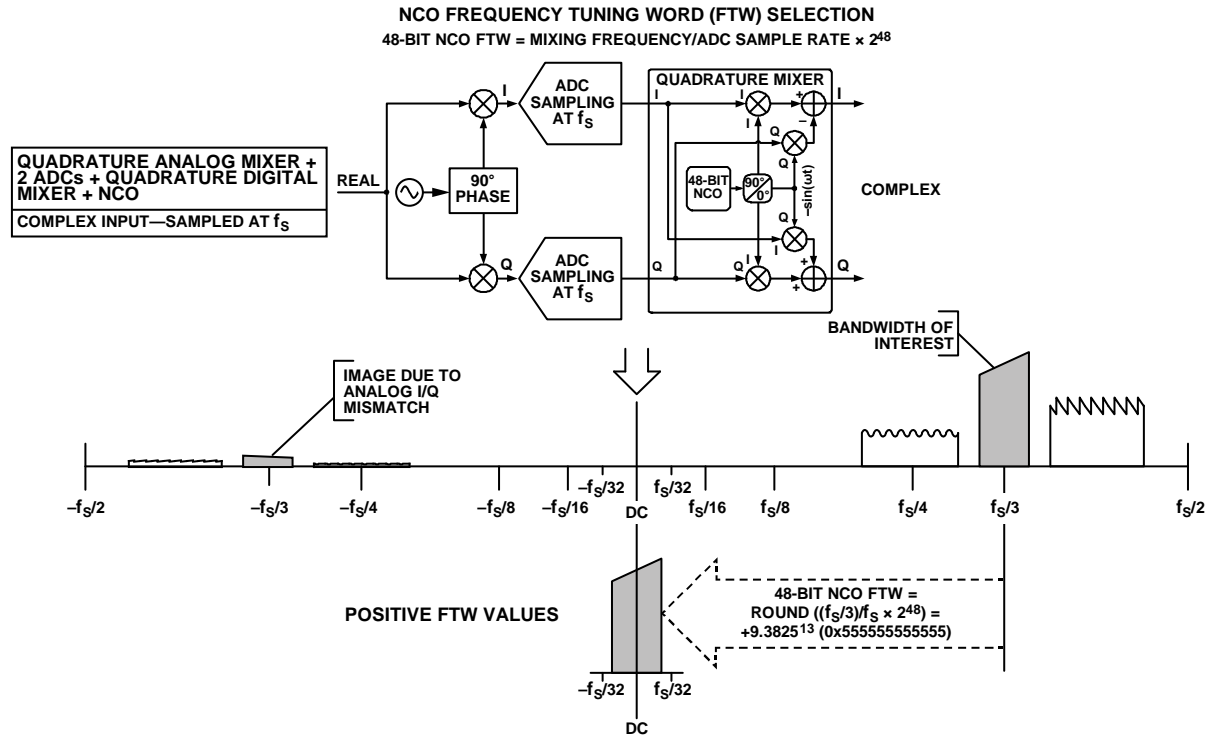 NCO FREQUENCY TUNING WORD (FTW) SELECTION
48-BIT NCO FTW = MIXING FREQUENCY/ADC SAMPLE RATE × 2^48
QUADRATURE ANALOG MIXER +
2 ADCs + QUADRATURE DIGITAL
MIXER + NCO
COMPLEX INPUT—SAMPLED AT fS
REAL
90°
PHASE
I
Q
ADC
SAMPLING
AT fS
ADC
SAMPLING
AT fS
QUADRATURE MIXER
I
I
I
+
I
−
Q
Q
48-BIT
NCO
90°
0°
–sin(ωt)
Q
I
+
Q
Q
I
+
Q
COMPLEX
BANDWIDTH OF
INTEREST
IMAGE DUE TO
ANALOG I/Q
MISMATCH
–fS/2
–fS/3
–fS/4
–fS/8
–fS/16
–fS/32
DC
fS/32
fS/16
fS/8
fS/4
fS/3
fS/2
POSITIVE FTW VALUES
48-BIT NCO FTW =
ROUND ((fS/3)/fS × 2^48) =
+9.3825^13 (0x555555555555)
–fS/32
fS/32
DC